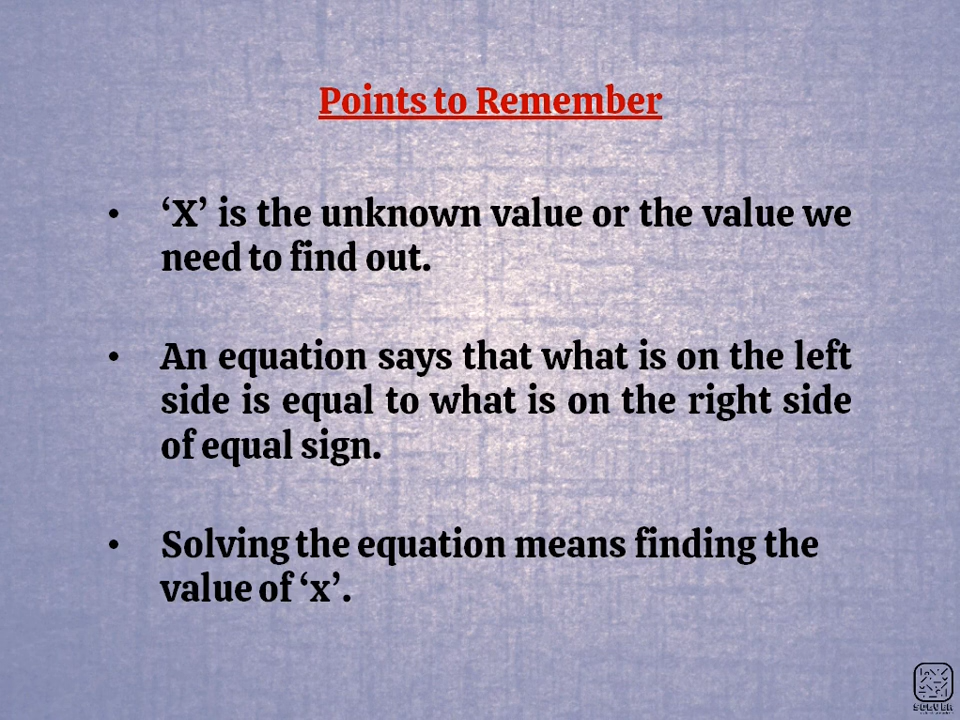 Points to Remember
• ‘X’ is the unknown value or the value we
need to find out.
• An equation says that what is on the left
side is equal to what is on the right side
of equal sign.
• Solving the equation means finding the
value of ‘x’.